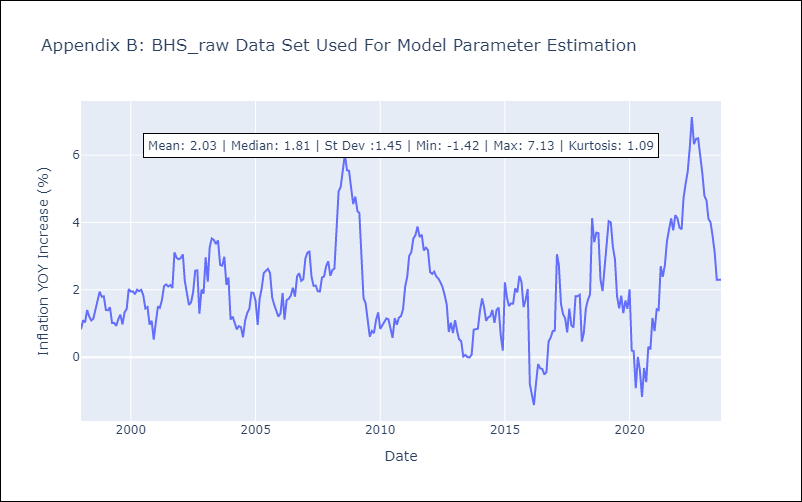 Appendix B: BHS_raw Data Set Used For Model Parameter Estimation
Mean: 2.03 | Median: 1.81 | St Dev :1.45 | Min: -1.42 | Max: 7.13 | Kurtosis: 1.09
Inflation YOY Increase (%)
6
4
2
0
2000
2005
2010
2015
2020
Date